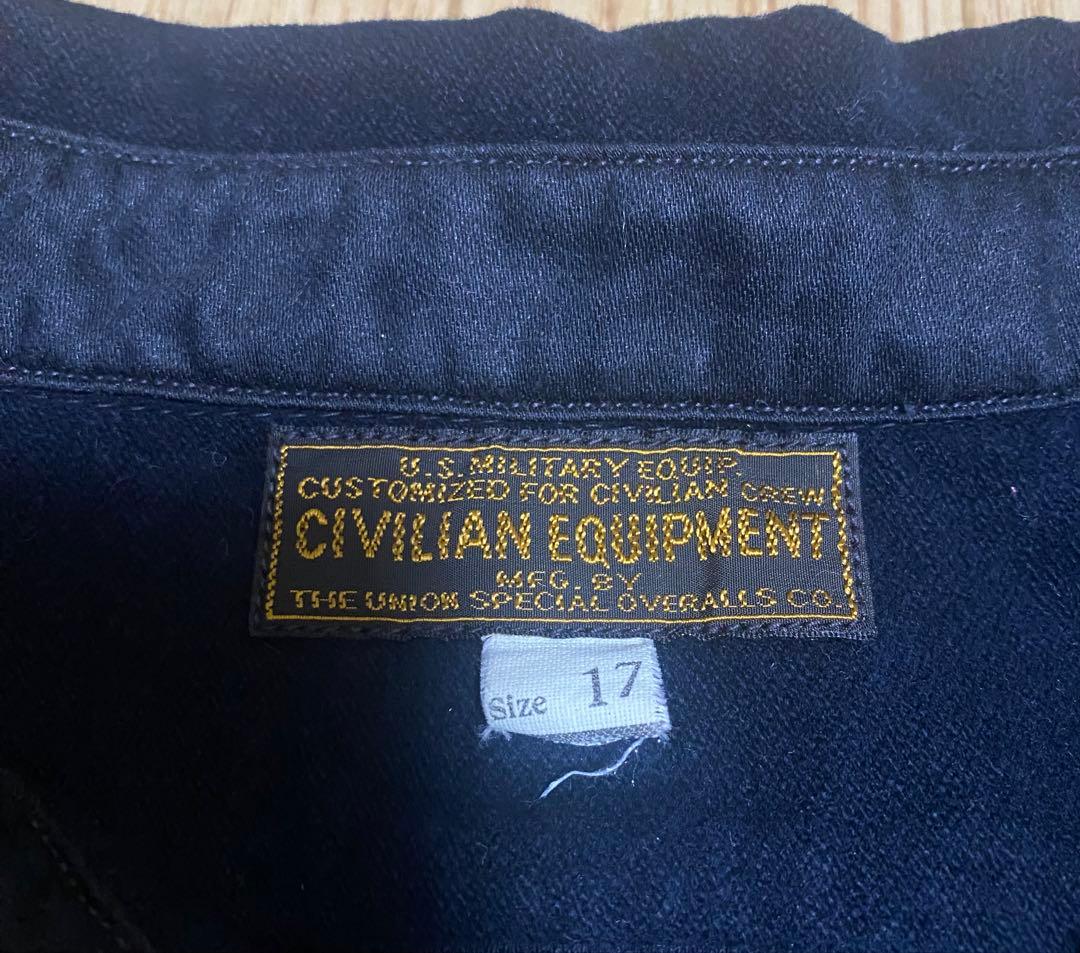 U.S. MILITARY EQUIP.
CUSTOMIZED FOR CIVILIAN CREW
CIVILIAN EQUIPMENT
MFG. BY
THE UNION SPECIAL OVERALLS CO.
Size 17